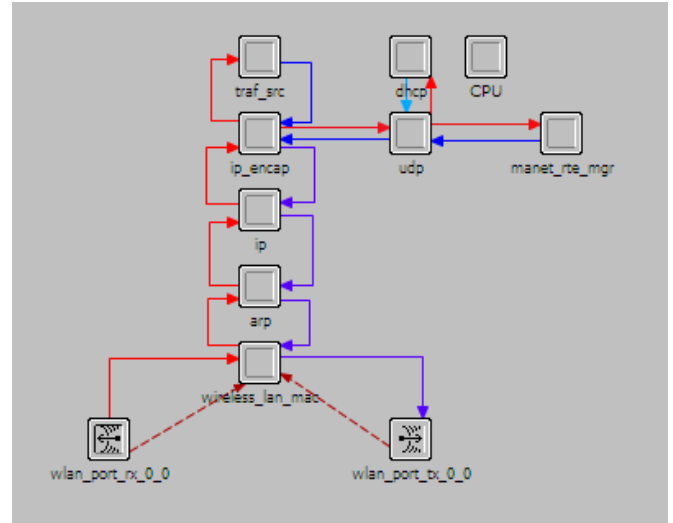 traf_src
dhcp
CPU
ip_encap
udp
manet_rte_mgr
ip
arp
wireless_lan_mac
wlan_port_rx_0_0
wlan_port_tx_0_0